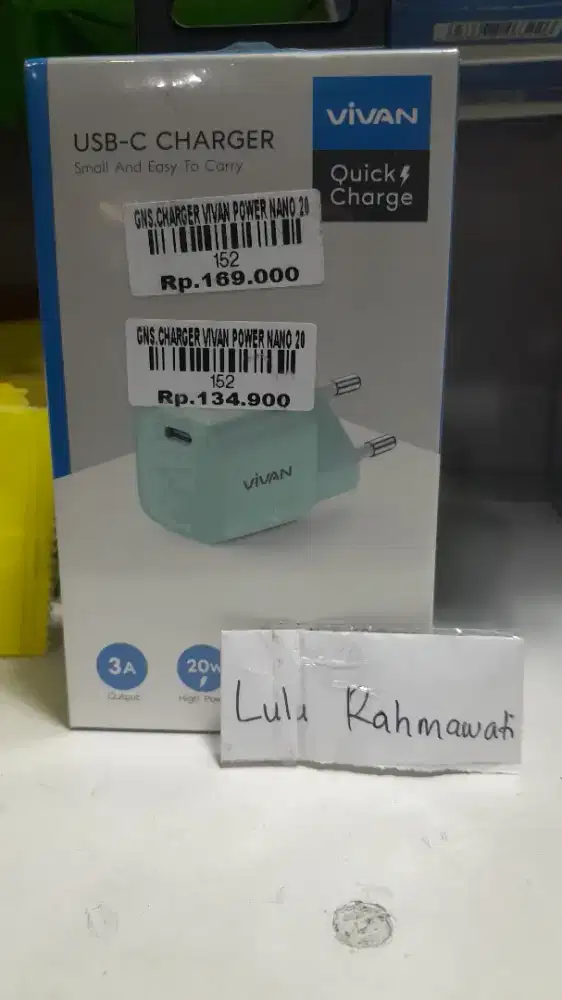 USB-C CHARGER
Small And Easy To Carry
ViVAN
Quick
Charge
GNS.CHARGER VIVAN POWER NANO 20
152
Rp.169.000
GNS.CHARGER VIVAN POWER NANO 20
152
Rp.134.900
ViVAN
3A
Output
20W
High
Lulu Rahmawati